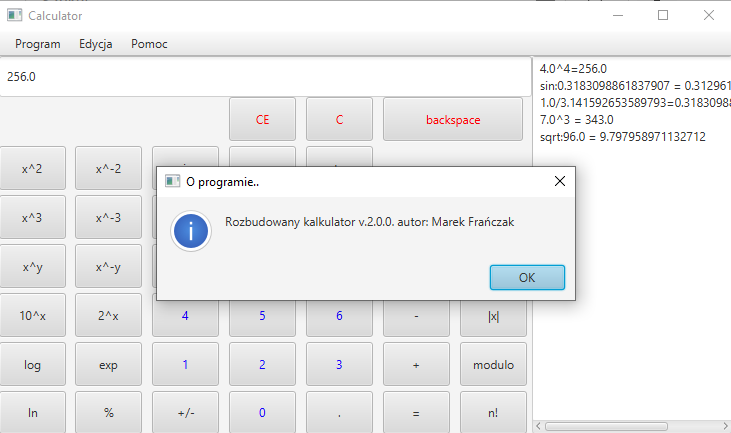 Calculator
Program Edycja Pomoc
256.0
4.0^4=256.0
sin:0.3183098861837907 = 0.312961
1.0/3.141592653589793=0.3183098
7.0^3 = 343.0
sqrt:96.0 = 9.797958971132712
CE C backspace
x^2 x^-2
x^3 x^-3
x^y x^-y
O programie..
Rozbudowany kalkulator v.2.0.0. autor: Marek Frańczak
OK
10^x 2^x 4 5 6 - |x|
log exp 1 2 3 + modulo
ln % +/- 0 . = n!